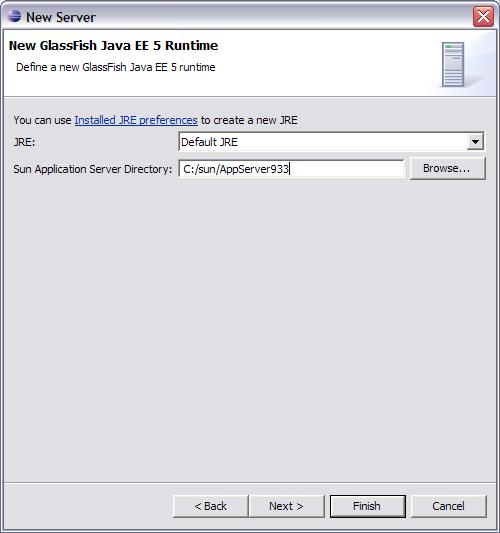 New Server
New GlassFish Java EE 5 Runtime
Define a new GlassFish Java EE 5 runtime
You can use Installed JRE preferences to create a new JRE
JRE: Default JRE
Sun Application Server Directory: C:/sun/AppServer933 Browse...
< Back Next > Finish Cancel